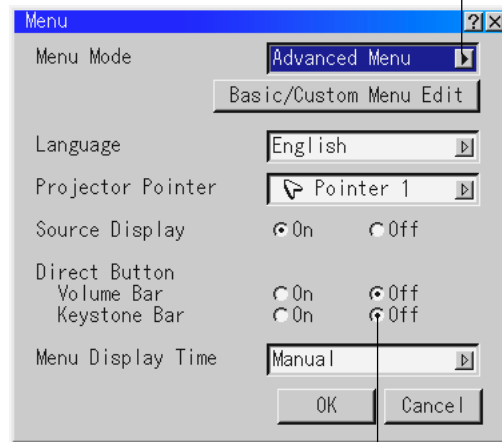 Menu ? ×
Menu Mode Advanced Menu
Basic/Custom Menu Edit
Language English
Projector Pointer Pointer 1
Source Display On Off
Direct Button
Volume Bar On Off
Keystone Bar On Off
Menu Display Time Manual
OK Cancel